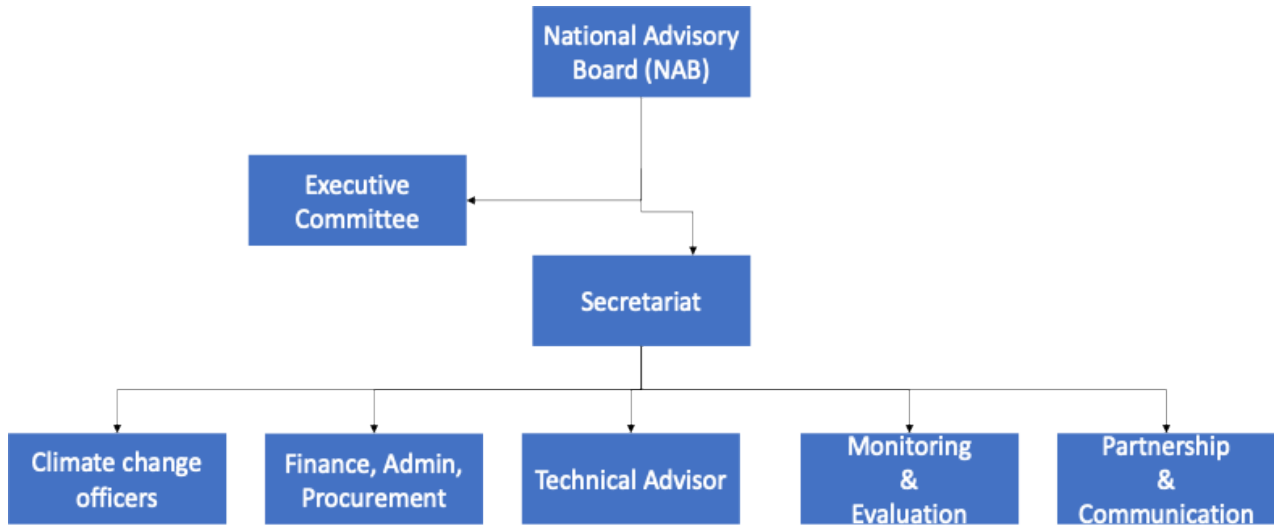 National Advisory
Board (NAB)
Executive
Committee
Secretariat
Climate change
officers
Finance, Admin,
Procurement
Technical Advisor
Monitoring
&
Evaluation
Partnership
&
Communication